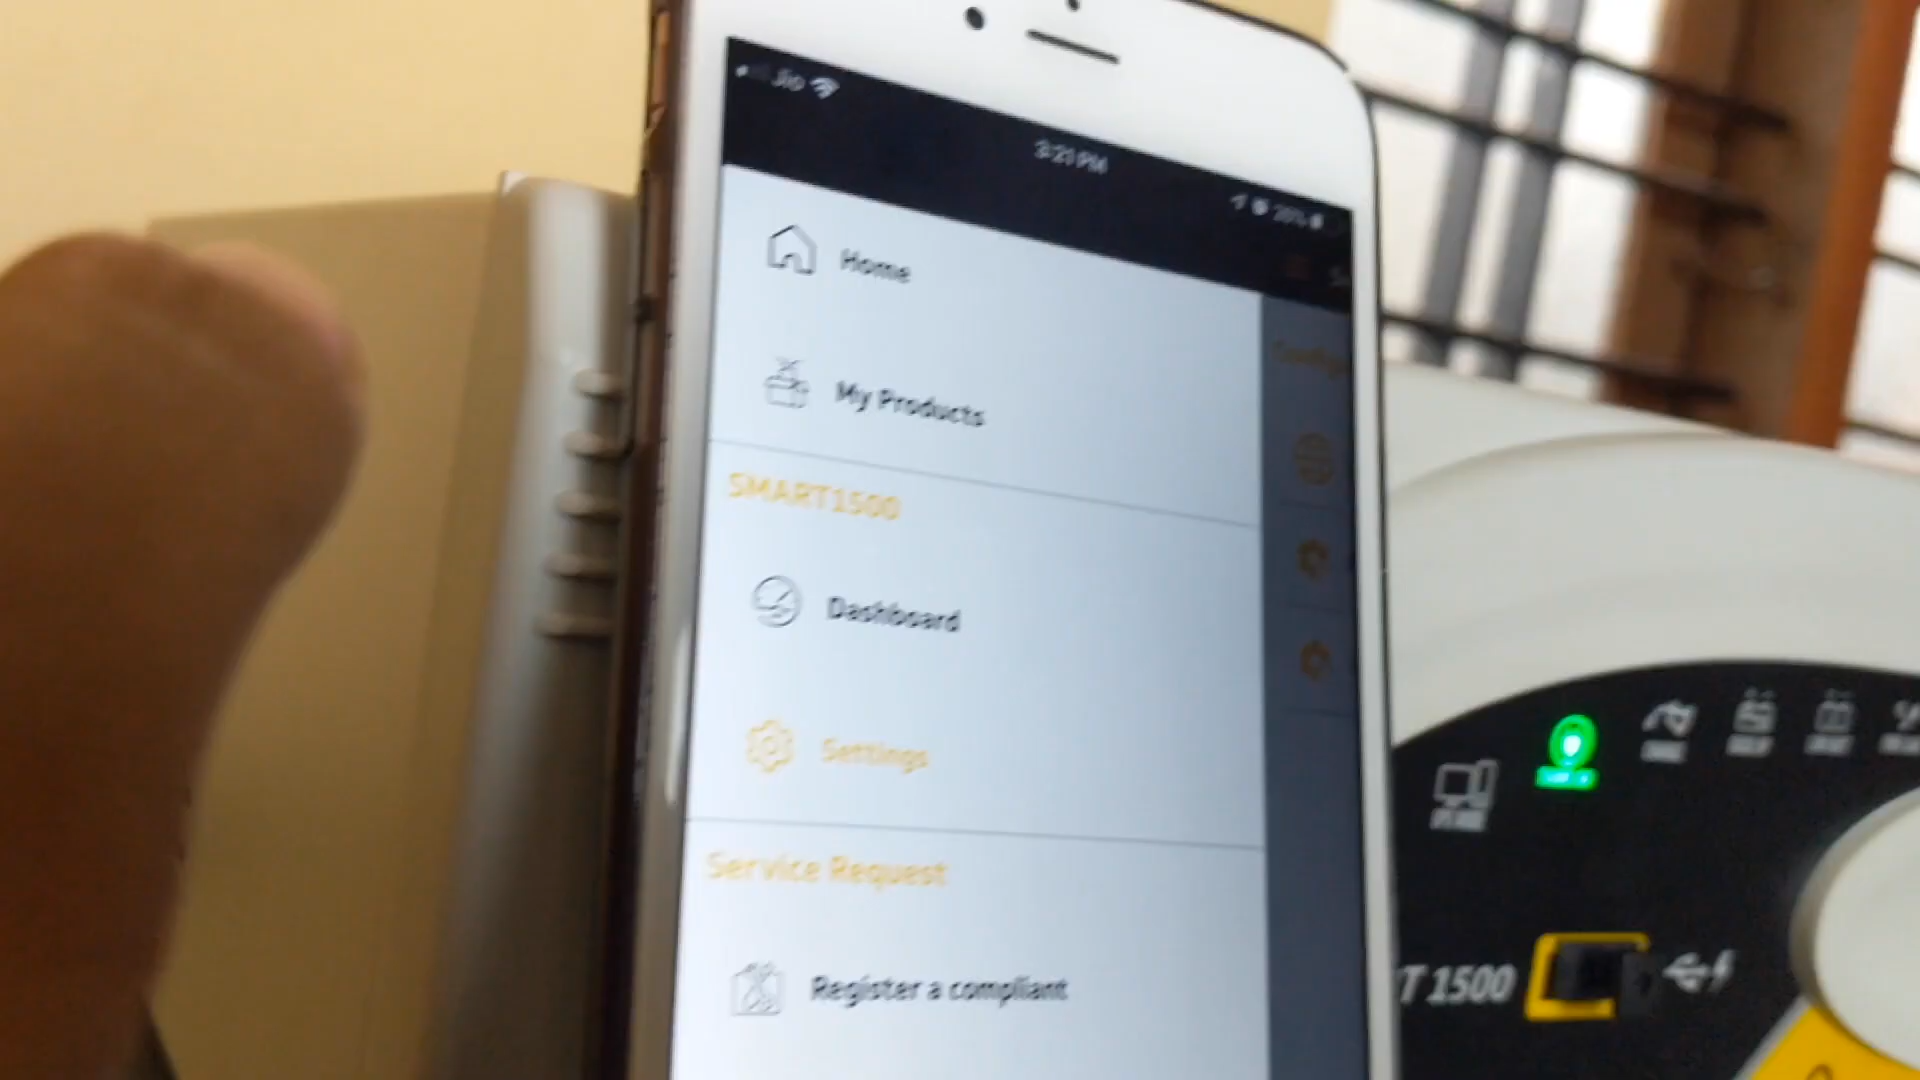 Jio
3:21 PM
Home
My Products
SMART1500
Dashboard
Settings
Service Request
Register a compliant
T 1500